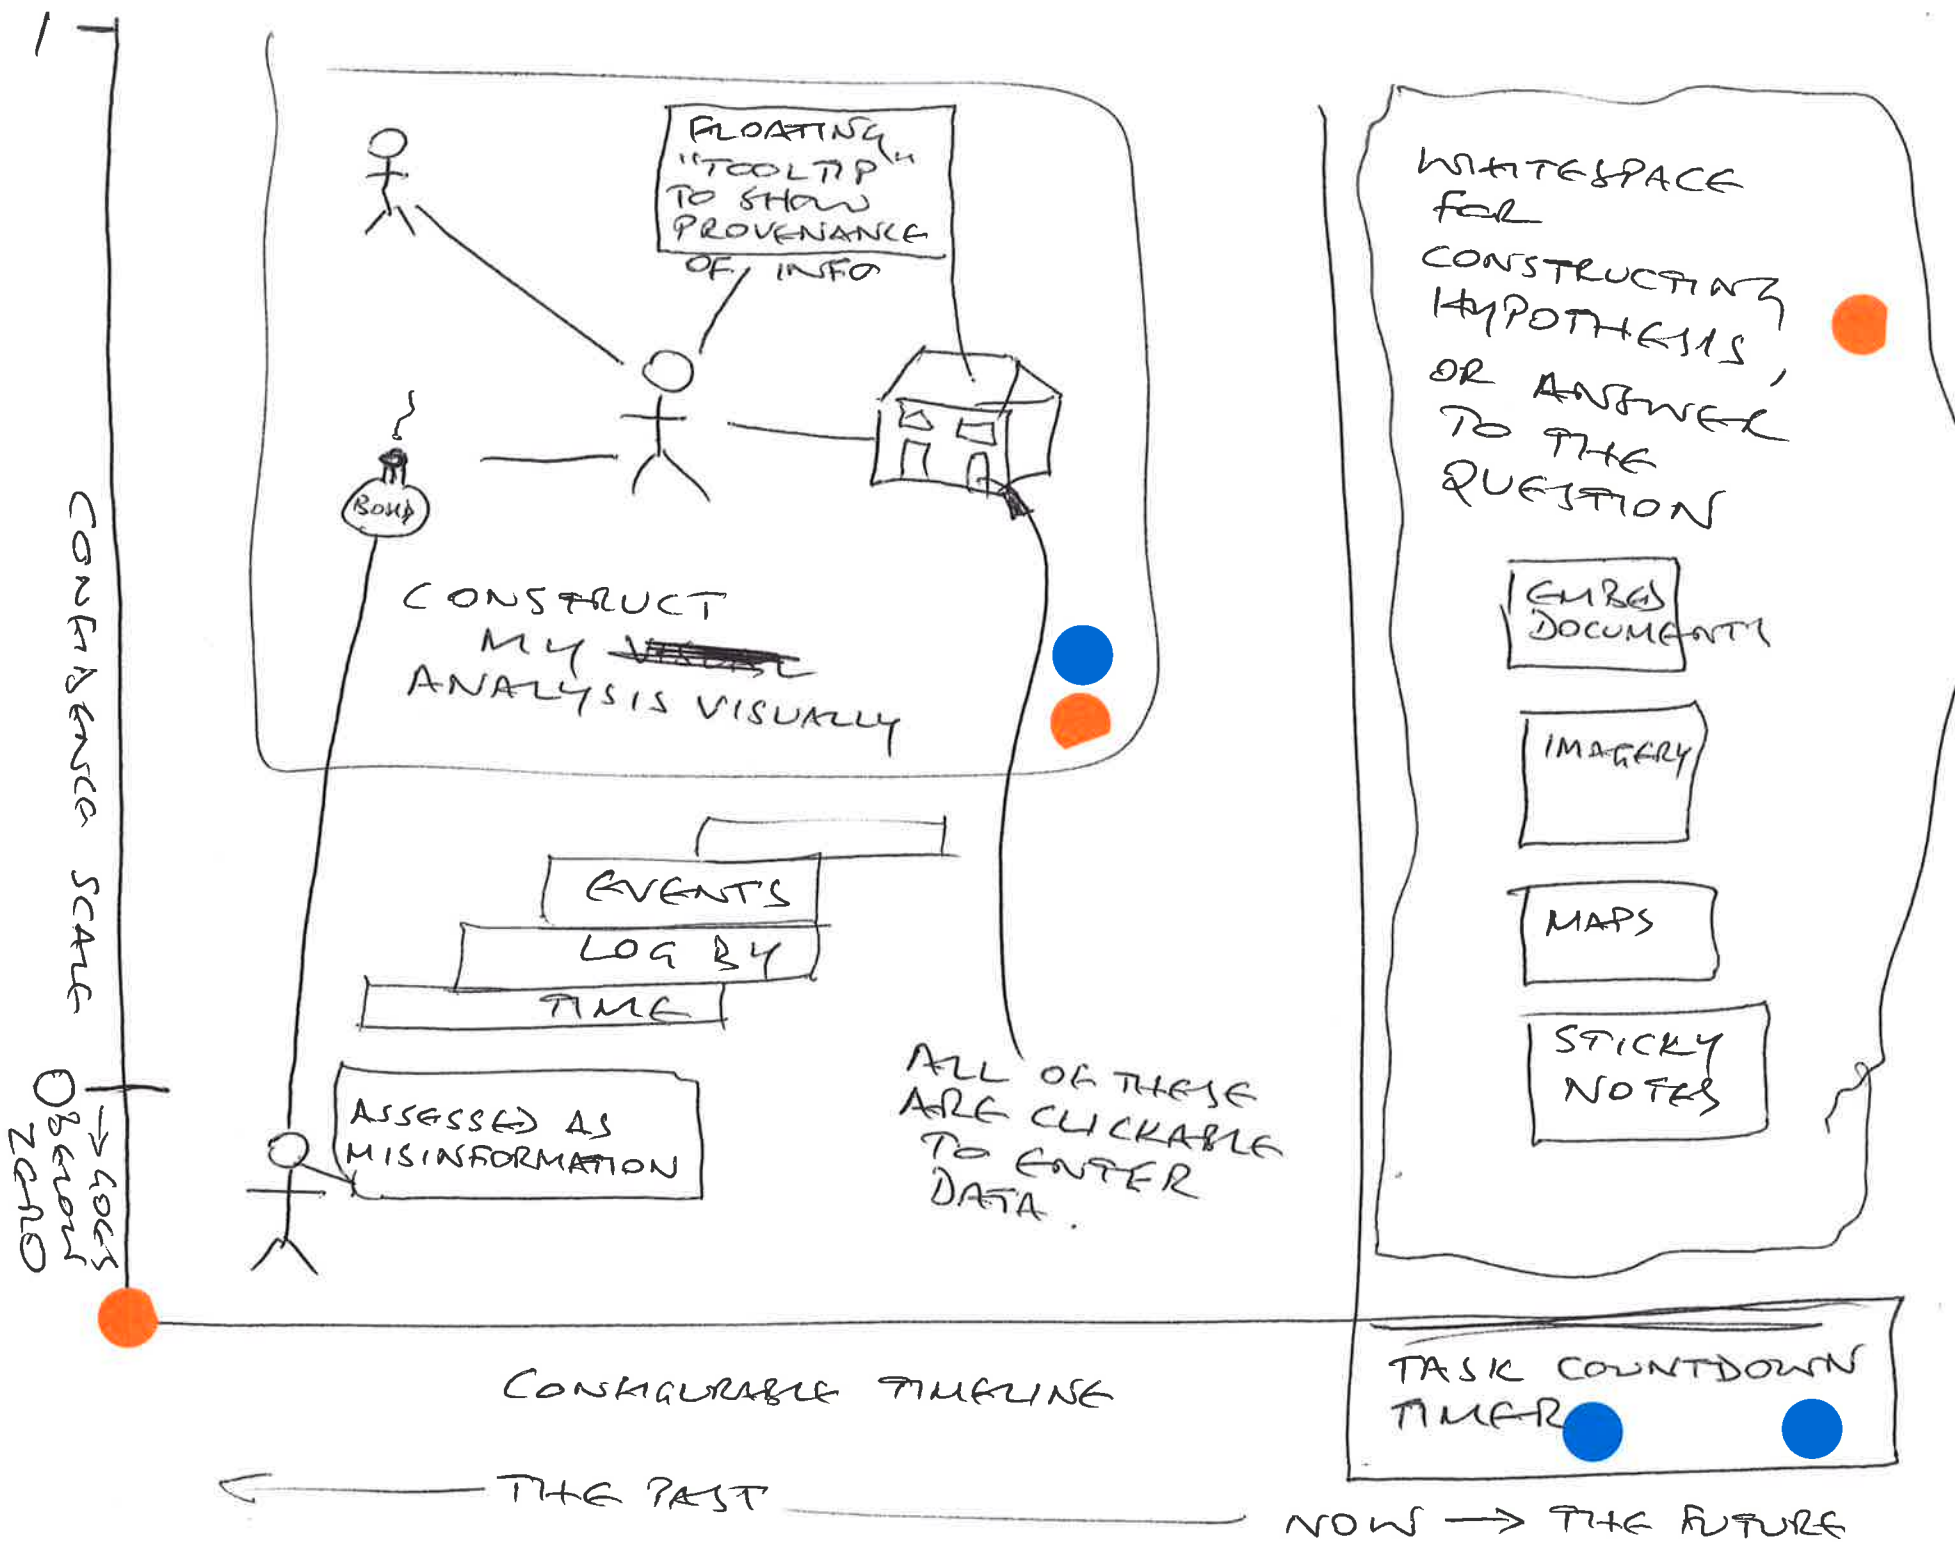 1
CONFIDENCE SCALE
0
→ GOES
BELOW
ZERO
FLOATING
"TOOLTIP"
TO SHOW
PROVENANCE
OF INFO
BOMB
CONSTRUCT
MY
ANALYSIS VISUALLY
EVENTS
LOG BY
TIME
ASSESSED AS
MISINFORMATION
ALL OF THESE
ARE CLICKABLE
TO ENTER
DATA.
WHITESPACE
FOR
CONSTRUCTING
HYPOTHESIS,
OR ANSWER
TO THE
QUESTION
EMBED
DOCUMENTS
IMAGERY
MAPS
STICKY
NOTES
CONFIGURABLE TIMELINE
TASK COUNTDOWN
TIMER
← THE PAST
NOW → THE FUTURE